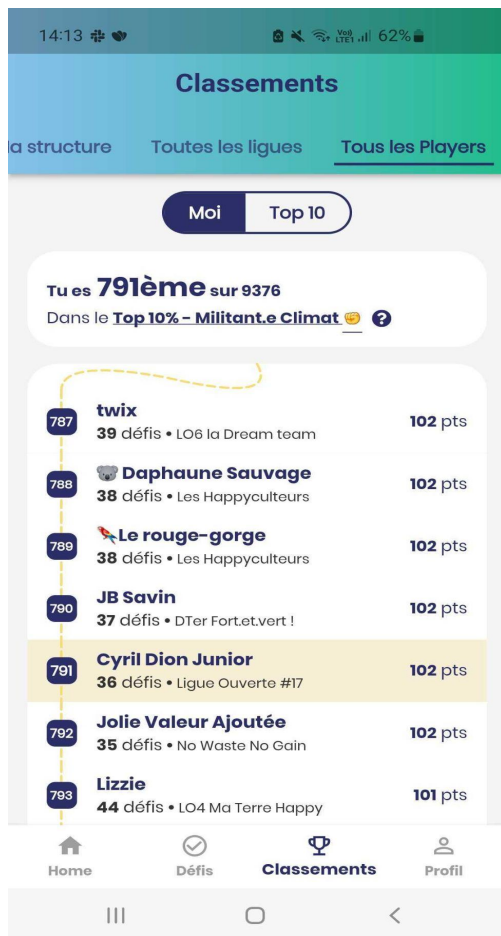 14:13 Vo)) LTE1 62%
Classements
la structure Toutes les ligues Tous les Players
Moi Top 10
Tu es 791ème sur 9376
Dans le Top 10% - Militant.e Climat ✊ ?
787 twix 102 pts
39 défis • LO6 la Dream team
788 🐨 Daphaune Sauvage 102 pts
38 défis • Les Happyculteurs
789 Le rouge-gorge 102 pts
38 défis • Les Happyculteurs
790 JB Savin 102 pts
37 défis • DTer Fort.et.vert !
791 Cyril Dion Junior 102 pts
36 défis • Ligue Ouverte #17
792 Jolie Valeur Ajoutée 102 pts
35 défis • No Waste No Gain
793 Lizzie 101 pts
44 défis • LO4 Ma Terre Happy
Home Défis Classements Profil